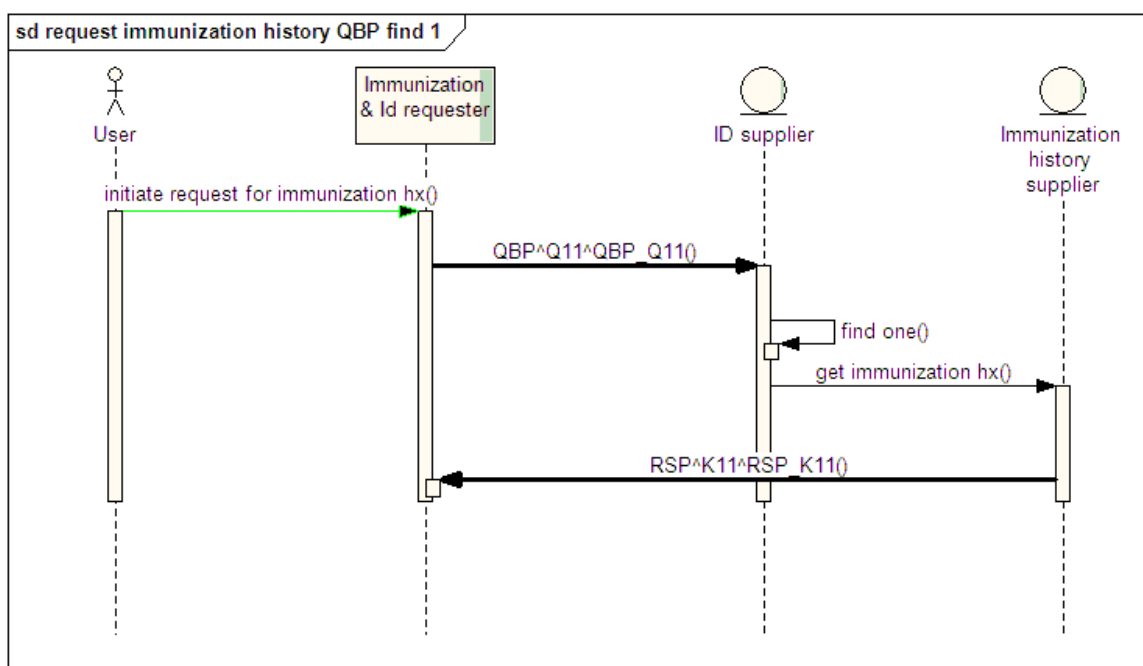 sd request immunization history QBP find 1
User
Immunization
& Id requester
ID supplier
Immunization
history
supplier
initiate request for immunization hx()
QBP^Q11^QBP_Q11()
find one()
get immunization hx()
RSP^K11^RSP_K11()